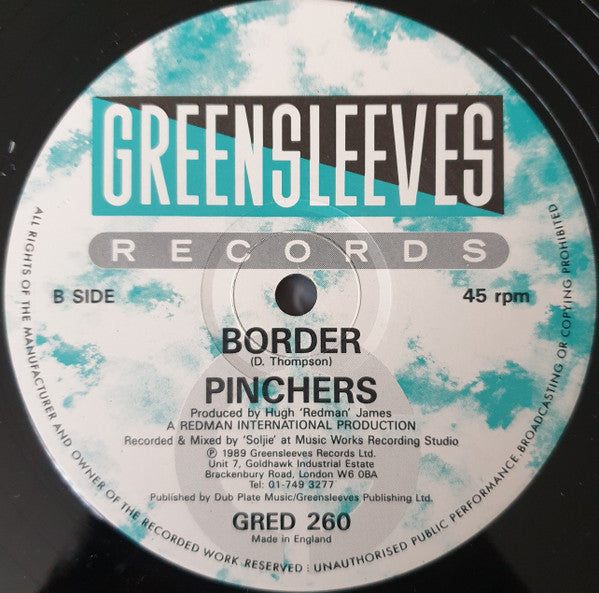 GREENSLEEVES
RECORDS
B SIDE
45 rpm
BORDER
(D. Thompson)
PINCHERS
Produced by Hugh 'Redman' James
A REDMAN INTERNATIONAL PRODUCTION
Recorded & Mixed by 'Soljie' at Music Works Recording Studio
℗ 1989 Greensleeves Records Ltd.
Unit 7, Goldhawk Industrial Estate
Brackenbury Road, London W6 0BA
Tel: 01-749 3277
Published by Dub Plate Music/Greensleeves Publishing Ltd.
GRED 260
Made in England
ALL RIGHTS OF THE MANUFACTURER AND OWNER OF THE RECORDED WORK RESERVED : UNAUTHORISED PUBLIC PERFORMANCE, BROADCASTING OR COPYING PROHIBITED